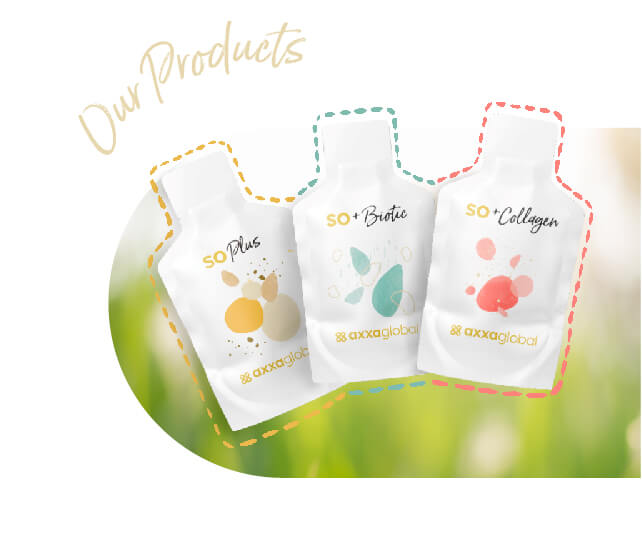 Our Products
SO Plus
axxaglobal
SO + Biotic
axxaglobal
SO + Collagen
axxaglobal